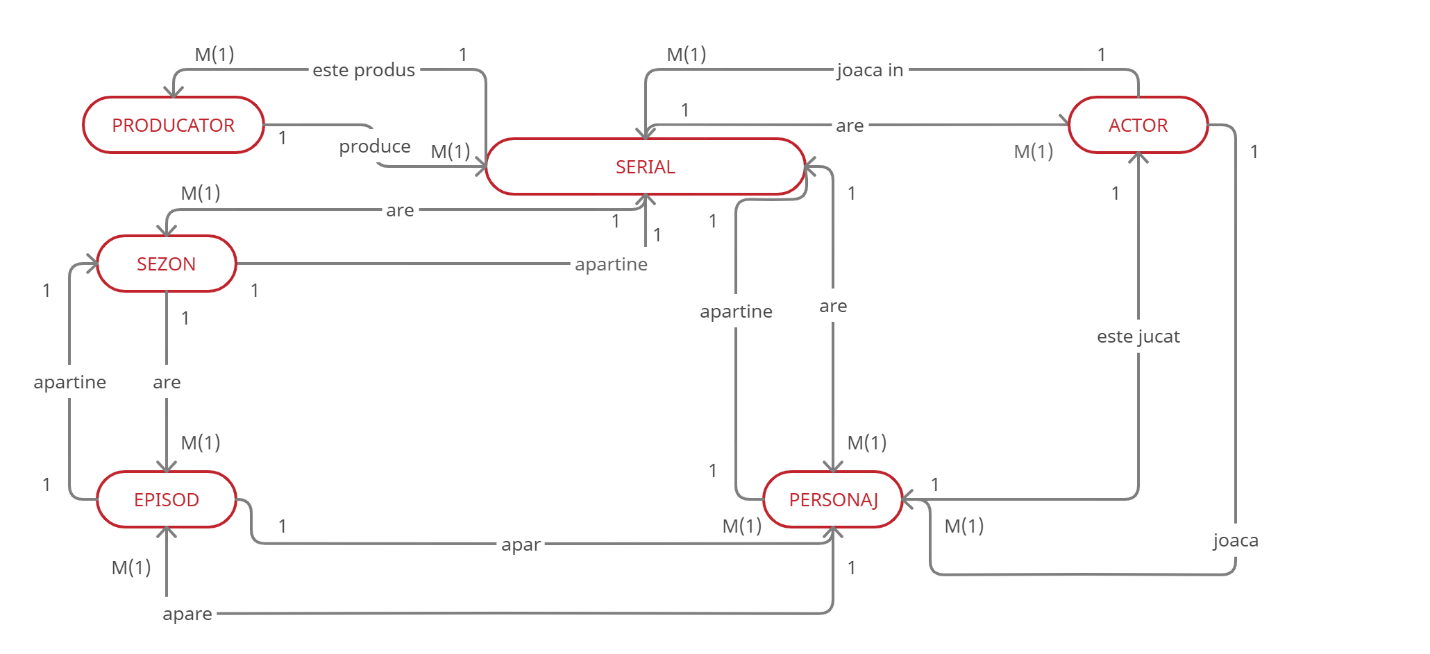 M(1)
este produs
1
M(1)
joaca in
1
PRODUCATOR
1
produce
M(1)
1
are
M(1)
ACTOR
1
SERIAL
M(1)
are
1
1
1
1
1
SEZON
1
apartine
1
1
apartine
are
este jucat
apartine
are
M(1)
M(1)
1
EPISOD
1
PERSONAJ
1
1
apar
M(1)
M(1)
joaca
M(1)
1
apare